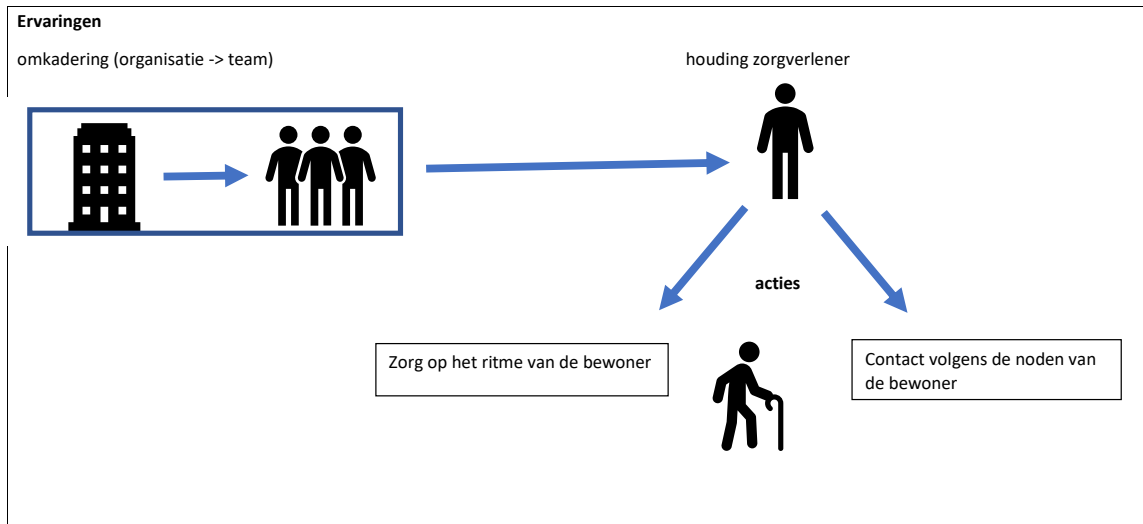 Ervaringen
omkadering (organisatie -> team)
houding zorgverlener
acties
Zorg op het ritme van de bewoner
Contact volgens de noden van
de bewoner